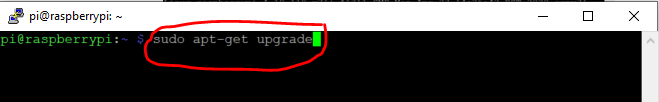 pi@raspberrypi: ~
pi@raspberrypi:~ $ sudo apt-get upgrade